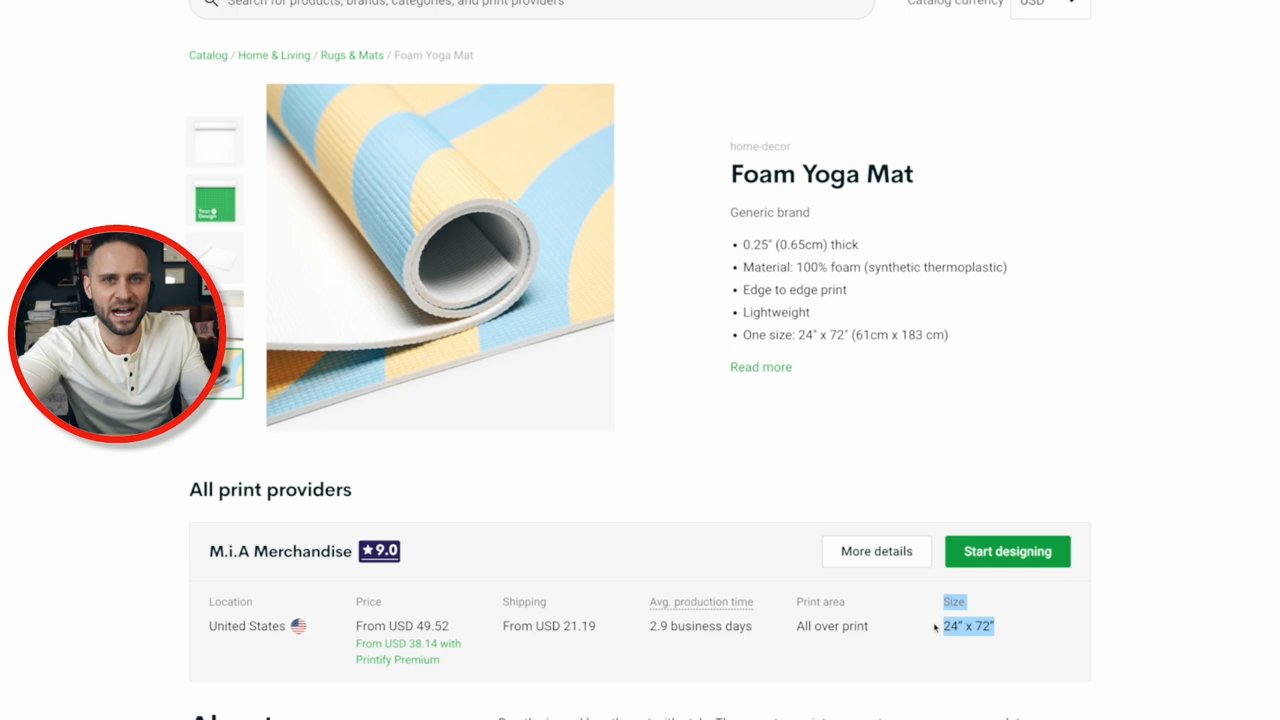 Search for products, brands, categories, and print providers
Catalog currency
USD
Catalog / Home & Living / Rugs & Mats / Foam Yoga Mat
Your Design
home-decor
Foam Yoga Mat
Generic brand
• 0.25" (0.65cm) thick
• Material: 100% foam (synthetic thermoplastic)
• Edge to edge print
• Lightweight
• One size: 24" x 72" (61cm x 183 cm)
Read more
All print providers
M.i.A Merchandise ★ 9.0
More details
Start designing
Location
United States
Price
From USD 49.52
From USD 38.14 with
Printify Premium
Shipping
From USD 21.19
Avg. production time
2.9 business days
Print area
All over print
Size
24" x 72"